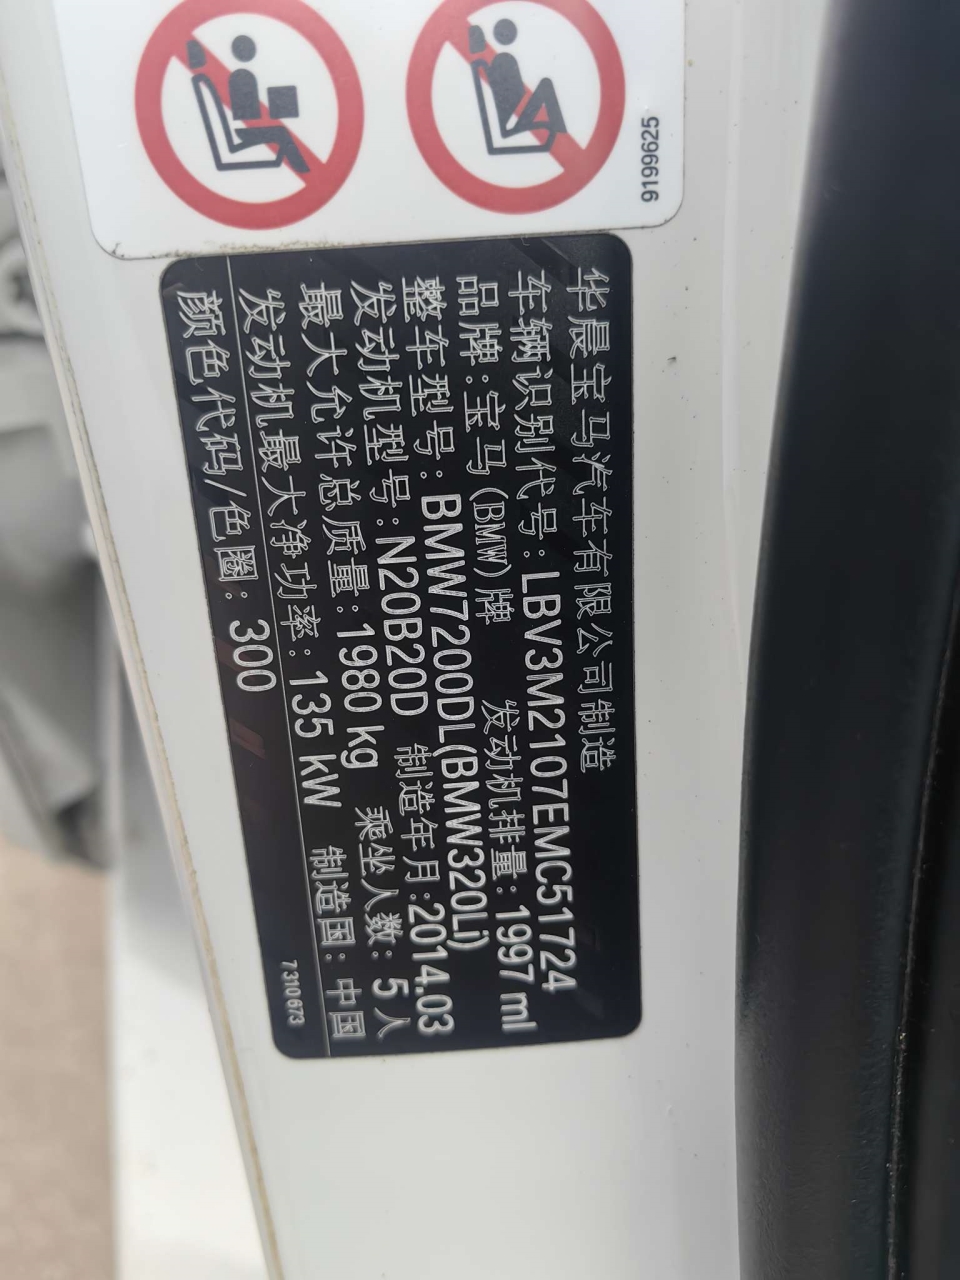 9199625
华晨宝马汽车有限公司制造
车辆识别代号: LBV3M2107EMC51724
品牌: 宝马(BMW)牌 发动机排量: 1997 ml
整车型号: BMW7200DL(BMW320Li)
发动机型号: N20B20D 制造年月: 2014.03
最大允许总质量: 1980 kg 乘坐人数: 5 人
发动机最大净功率: 135 kW 制造国: 中国
颜色代码/色圈: 300
7 310 673